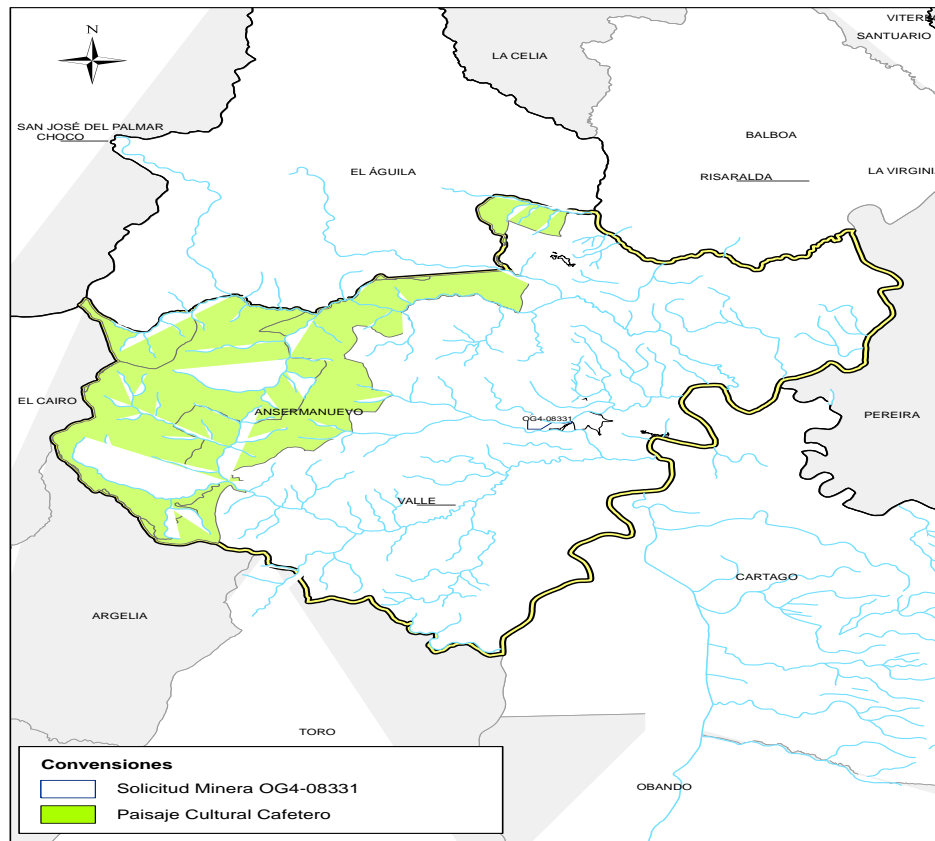 N
VITERB
SANTUARIO
LA CELIA
SAN JOSÉ DEL PALMAR
CHOCO
BALBOA
EL ÁGUILA
RISARALDA
LA VIRGINI
EL CAIRO
ANSERMANUEVO
OG4-08331
PEREIRA
VALLE
CARTAGO
ARGELIA
TORO
OBANDO
Convensiones
Solicitud Minera OG4-08331
Paisaje Cultural Cafetero